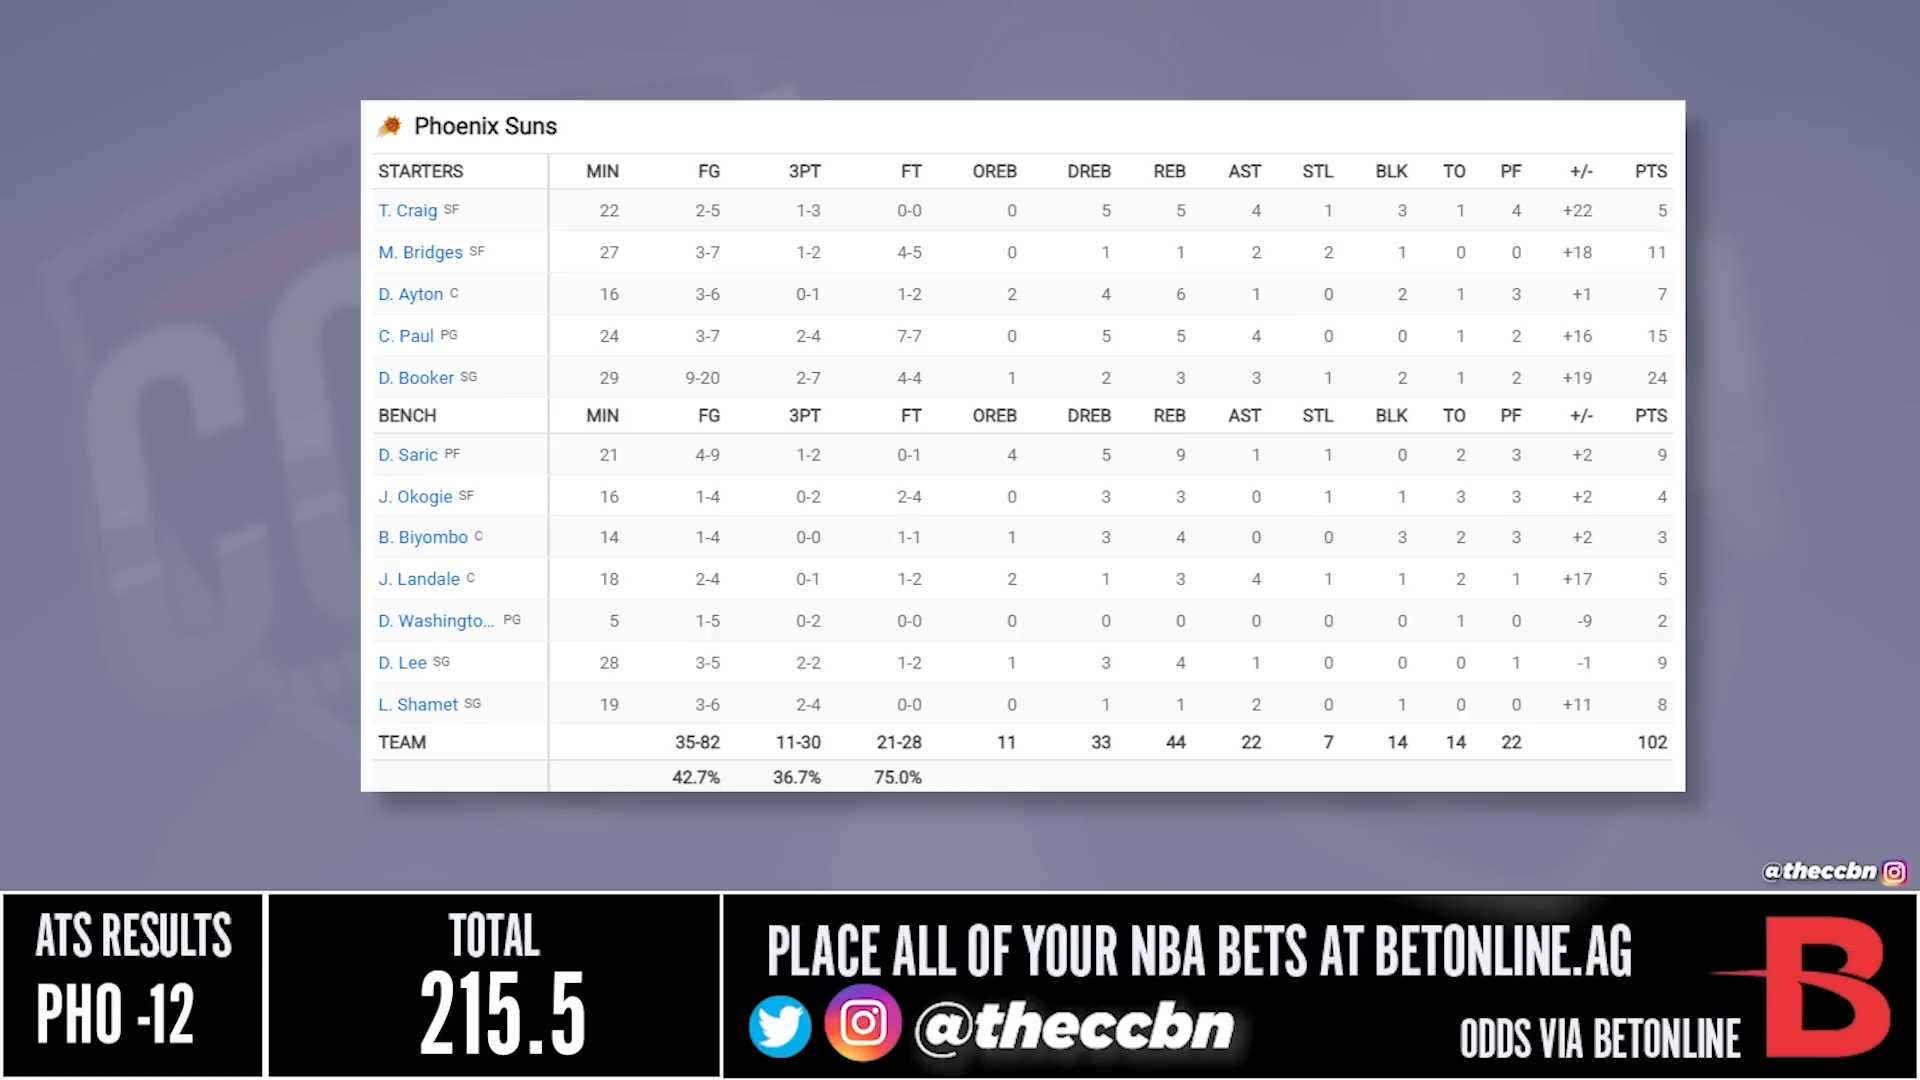 Phoenix Suns
STARTERS MIN FG 3PT FT OREB DREB REB AST STL BLK TO PF +/- PTS
T. Craig SF 22 2-5 1-3 0-0 0 5 5 4 1 3 1 4 +22 5
M. Bridges SF 27 3-7 1-2 4-5 0 1 1 2 2 1 0 0 +18 11
D. Ayton C 16 3-6 0-1 1-2 2 4 6 1 0 2 1 3 +1 7
C. Paul PG 24 3-7 2-4 7-7 0 5 5 4 0 0 1 2 +16 15
D. Booker SG 29 9-20 2-7 4-4 1 2 3 3 1 2 1 2 +19 24
BENCH MIN FG 3PT FT OREB DREB REB AST STL BLK TO PF +/- PTS
D. Saric PF 21 4-9 1-2 0-1 4 5 9 1 1 0 2 3 +2 9
J. Okogie SF 16 1-4 0-2 2-4 0 3 3 0 1 1 3 3 +2 4
B. Biyombo C 14 1-4 0-0 1-1 1 3 4 0 0 3 2 3 +2 3
J. Landale C 18 2-4 0-1 1-2 2 1 3 4 1 1 2 1 +17 5
D. Washingto... PG 5 1-5 0-2 0-0 0 0 0 0 0 0 1 0 -9 2
D. Lee SG 28 3-5 2-2 1-2 1 3 4 1 0 0 0 1 -1 9
L. Shamet SG 19 3-6 2-4 0-0 0 1 1 2 0 1 0 0 +11 8
TEAM 35-82 11-30 21-28 11 33 44 22 7 14 14 22 102
42.7% 36.7% 75.0%
@theccbn
ATS RESULTS
PHO -12
TOTAL
215.5
PLACE ALL OF YOUR NBA BETS AT BETONLINE.AG
@theccbn
ODDS VIA BETONLINE
B